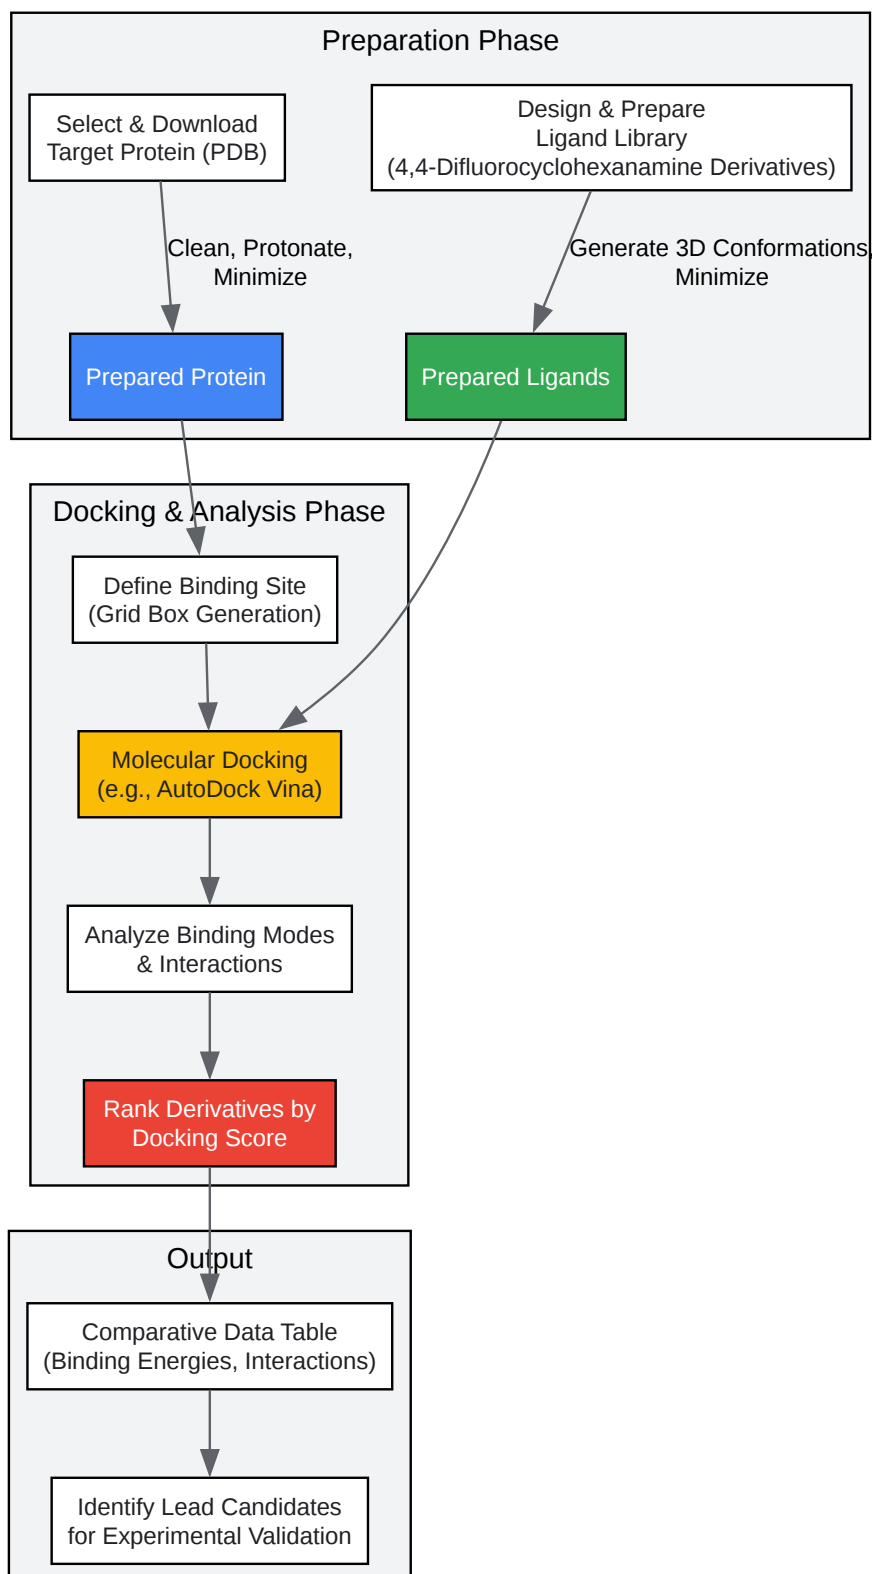 Preparation Phase
Select & Download
Target Protein (PDB)
Design & Prepare
Ligand Library
(4,4-Difluorocyclohexanamine Derivatives)
Clean, Protonate,
Minimize
Generate 3D Conformations,
Minimize
Prepared Protein
Prepared Ligands
Docking & Analysis Phase
Define Binding Site
(Grid Box Generation)
Molecular Docking
(e.g., AutoDock Vina)
Analyze Binding Modes
& Interactions
Rank Derivatives by
Docking Score
Output
Comparative Data Table
(Binding Energies, Interactions)
Identify Lead Candidates
for Experimental Validation